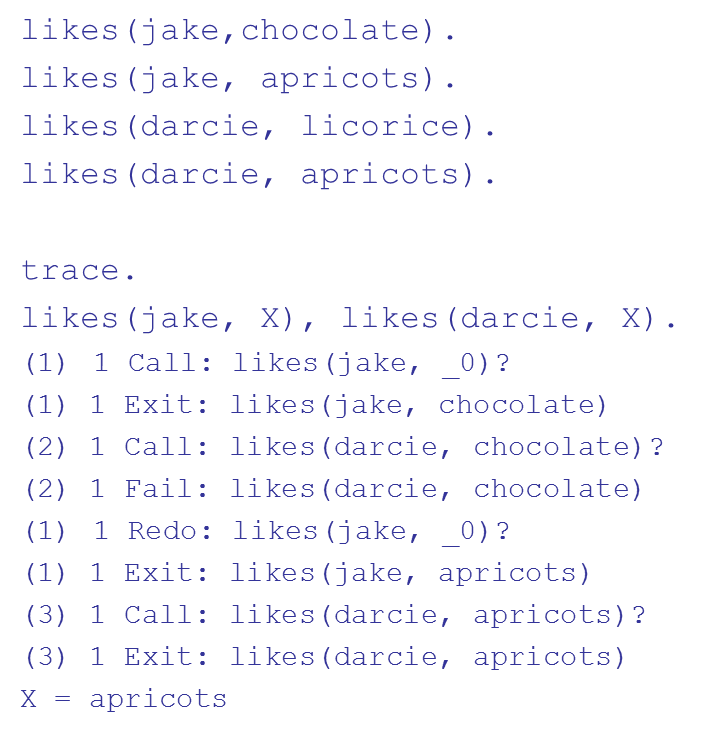 likes(jake,chocolate).
likes(jake, apricots).
likes(darcie, licorice).
likes(darcie, apricots).
trace.
likes(jake, X), likes(darcie, X).
(1) 1 Call: likes(jake, _0)?
(1) 1 Exit: likes(jake, chocolate)
(2) 1 Call: likes(darcie, chocolate)?
(2) 1 Fail: likes(darcie, chocolate)
(1) 1 Redo: likes(jake, _0)?
(1) 1 Exit: likes(jake, apricots)
(3) 1 Call: likes(darcie, apricots)?
(3) 1 Exit: likes(darcie, apricots)
X = apricots